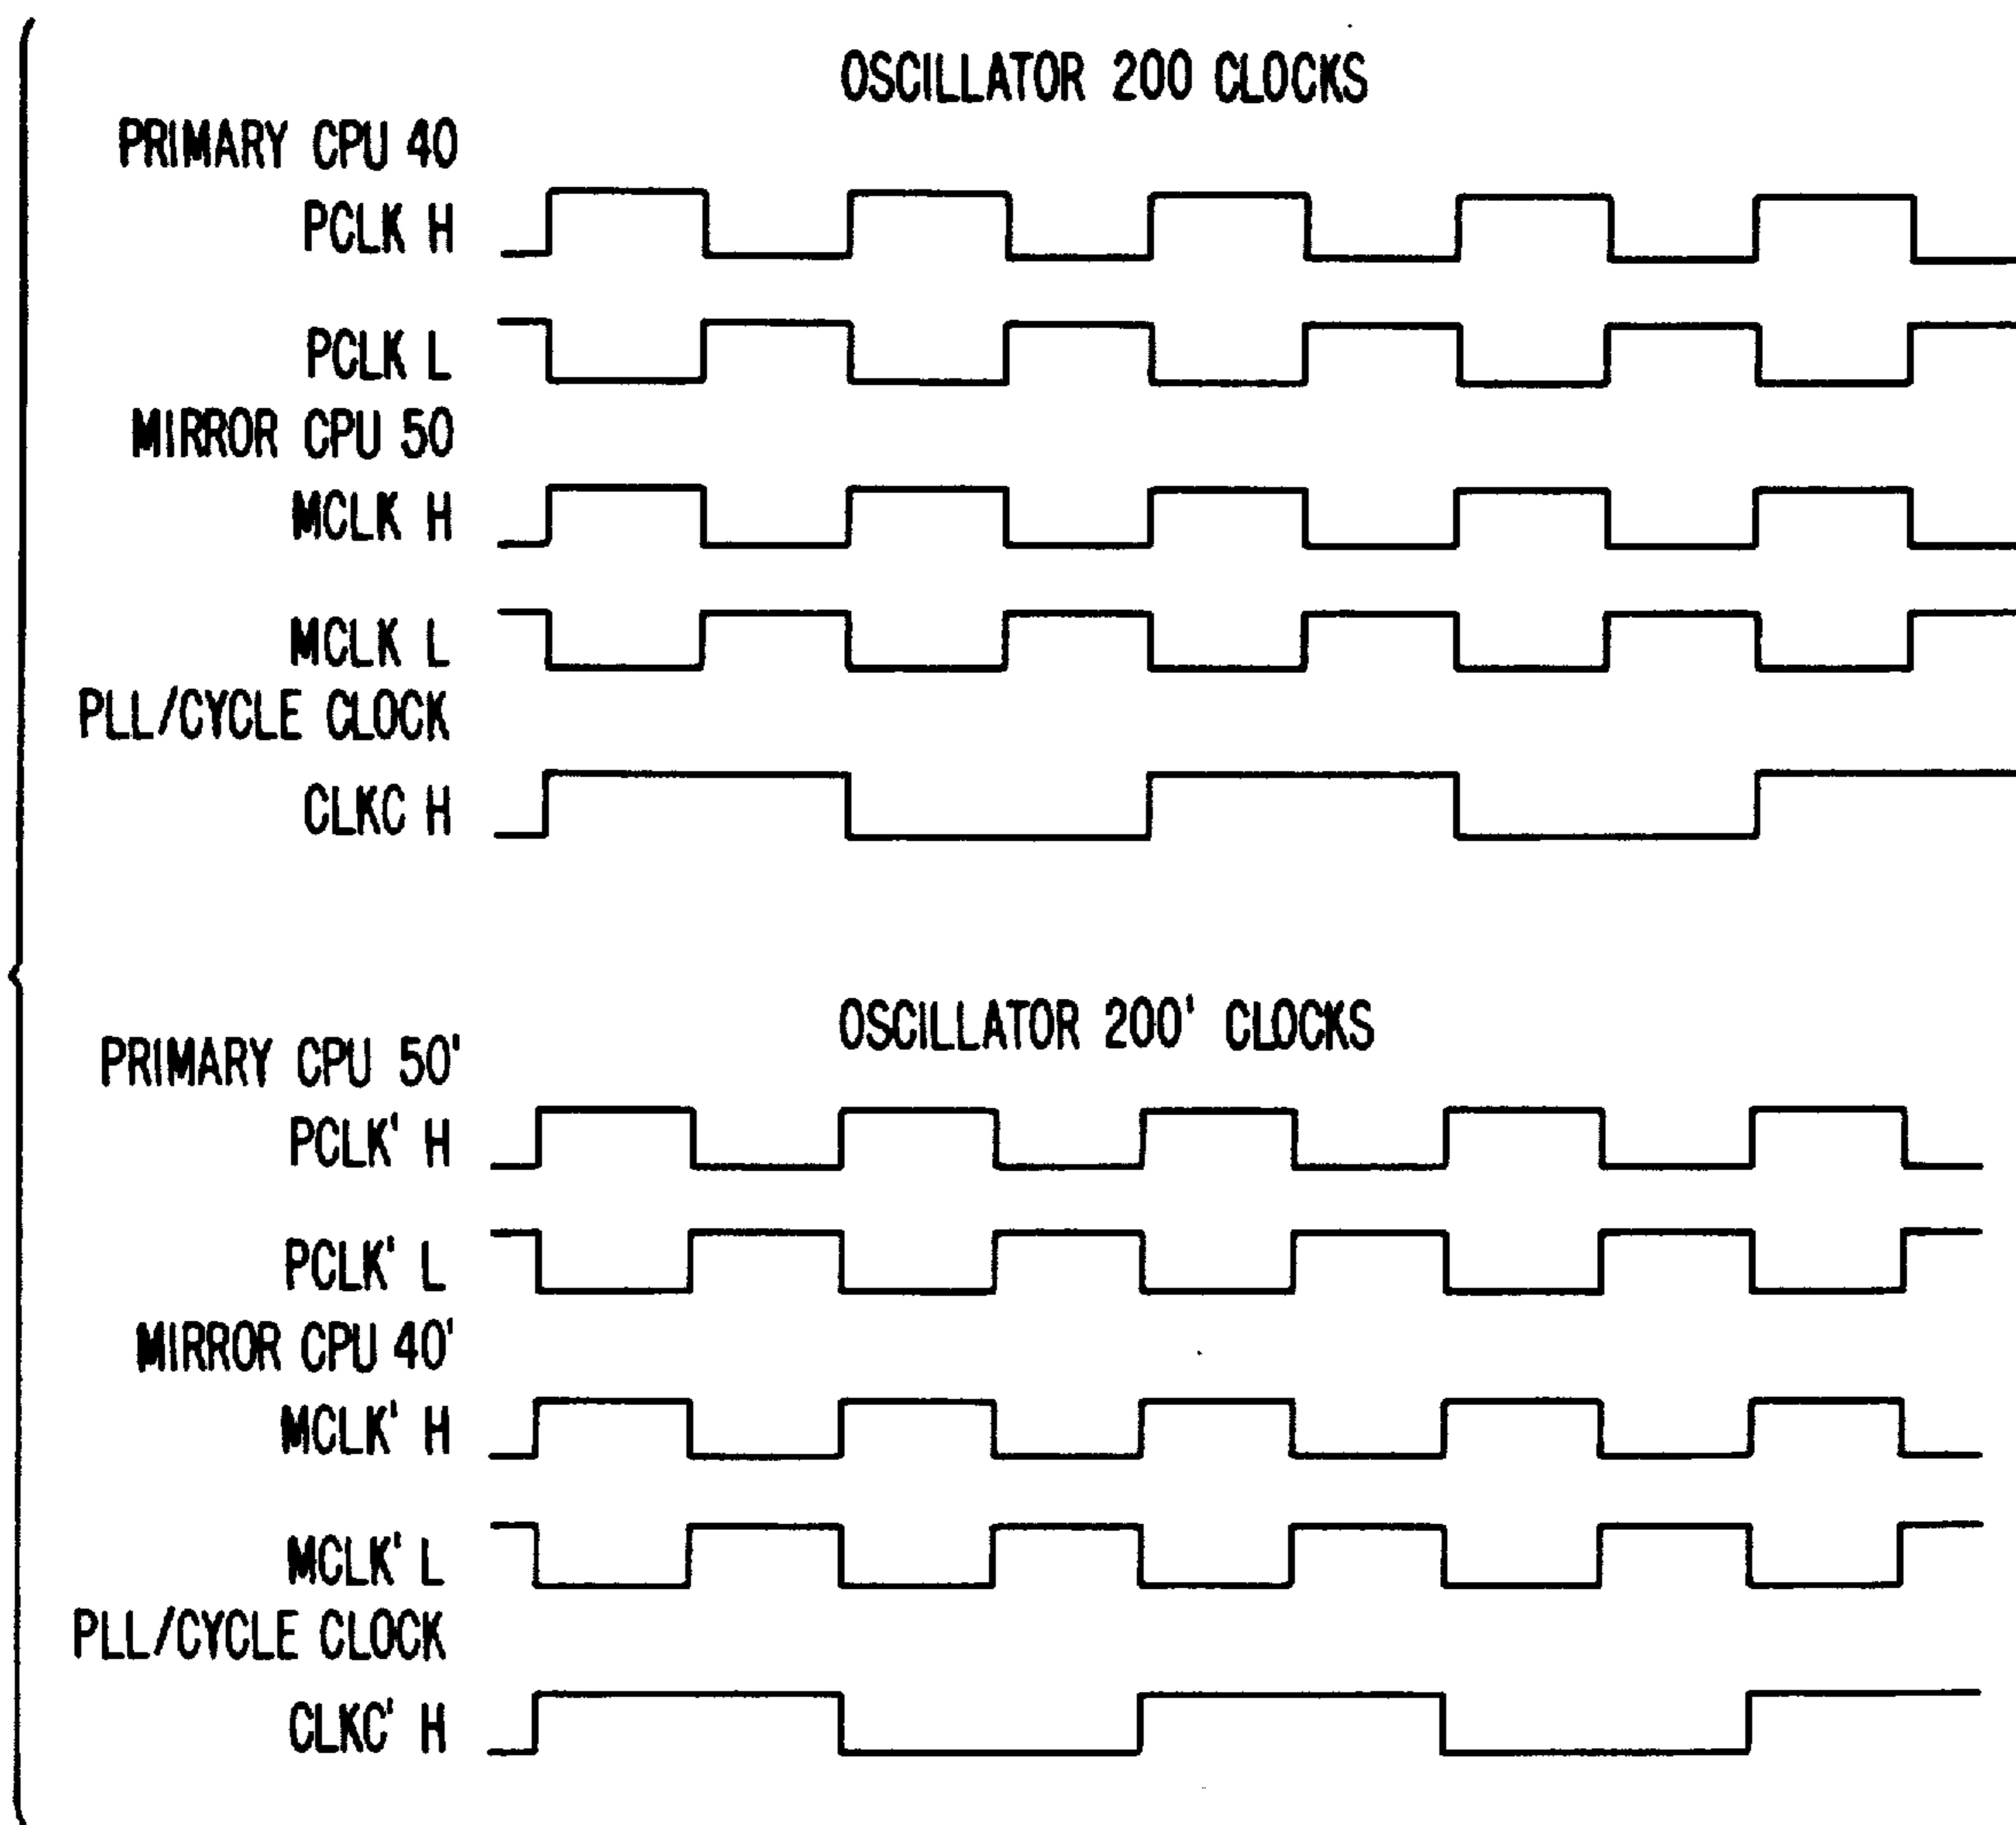 OSCILLATOR 200 CLOCKS
PRIMARY CPU 40
PCLK H
PCLK L
MIRROR CPU 50
MCLK H
MCLK L
PLL/CYCLE CLOCK
CLKC H
OSCILLATOR 200' CLOCKS
PRIMARY CPU 50'
PCLK' H
PCLK' L
MIRROR CPU 40'
MCLK' H
MCLK' L
PLL/CYCLE CLOCK
CLKC' H